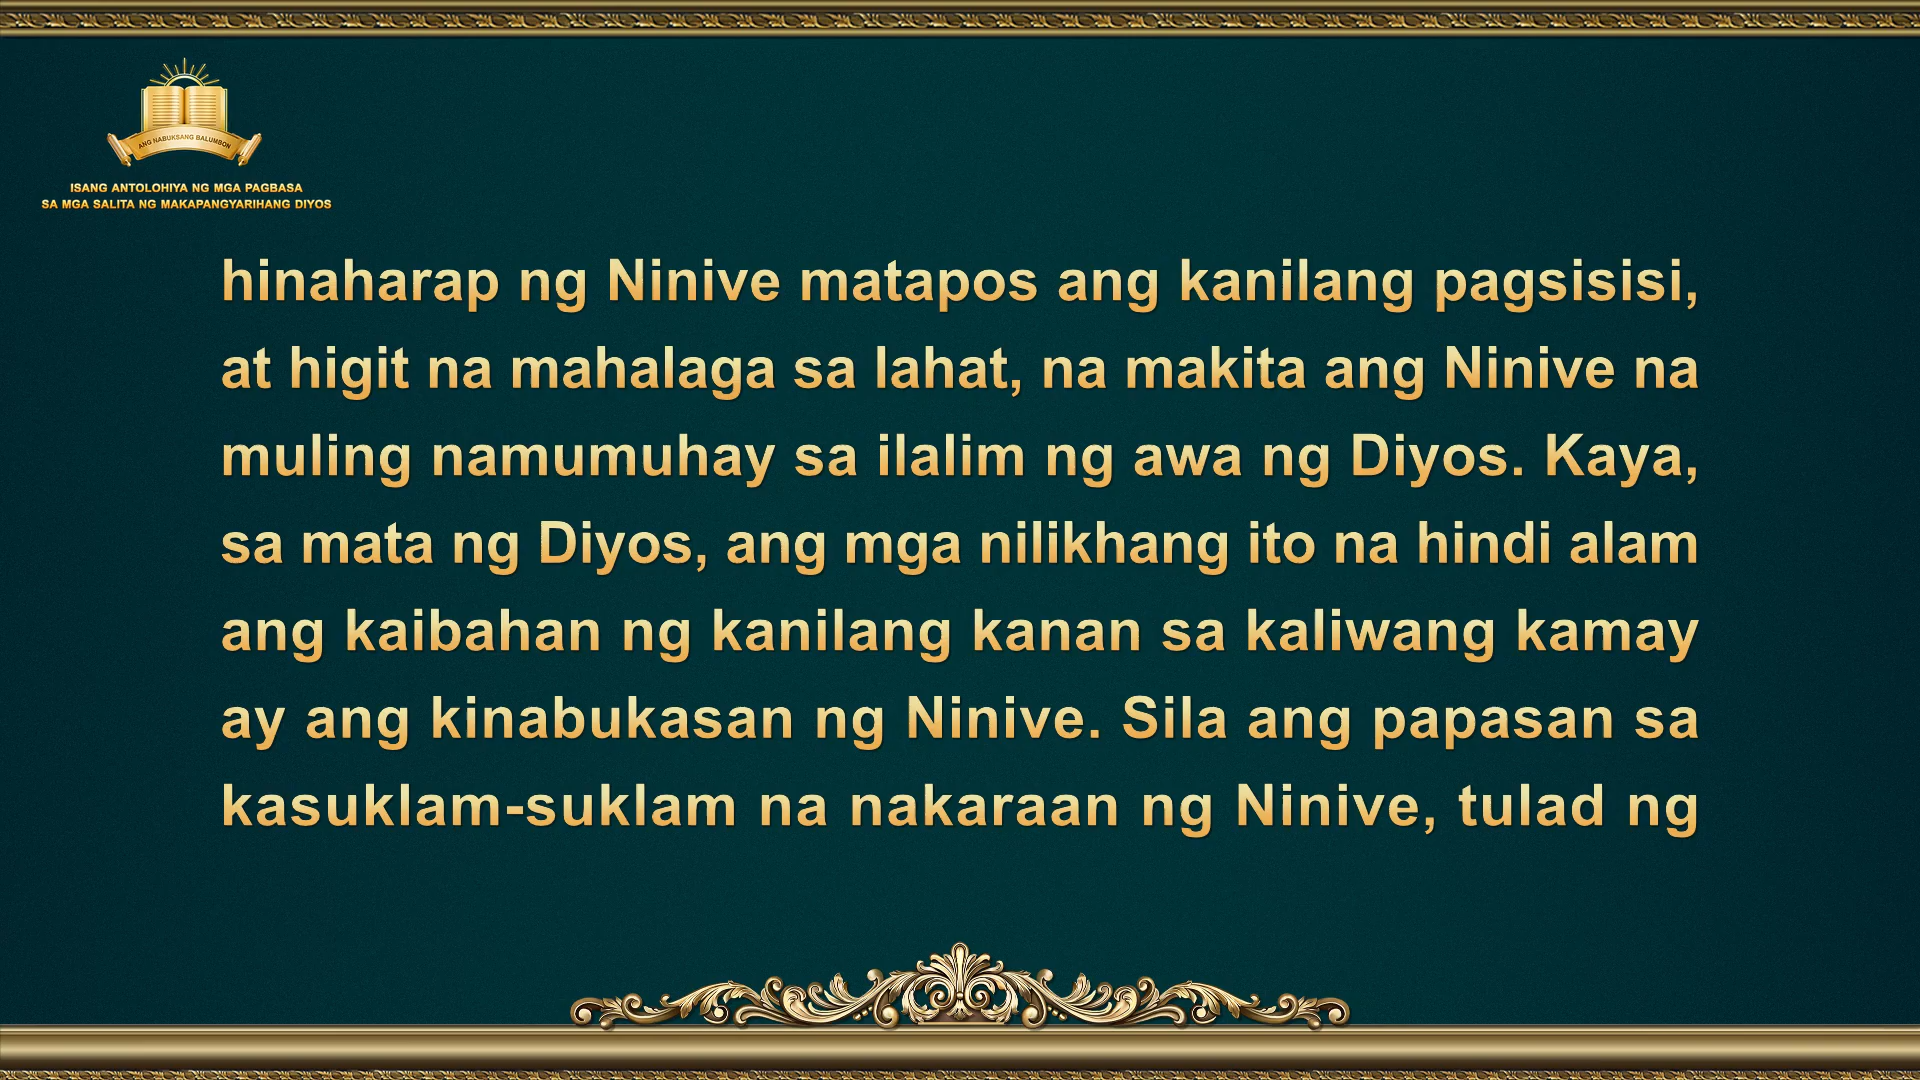 ANG NABUKSANG BALUMBON
ISANG ANTOLOHIYA NG MGA PAGBASA
SA MGA SALITA NG MAKAPANGYARIHANG DIYOS
hinaharap ng Ninive matapos ang kanilang pagsisisi,
at higit na mahalaga sa lahat, na makita ang Ninive na
muling namumuhay sa ilalim ng awa ng Diyos. Kaya,
sa mata ng Diyos, ang mga nilikhang ito na hindi alam
ang kaibahan ng kanilang kanan sa kaliwang kamay
ay ang kinabukasan ng Ninive. Sila ang papasan sa
kasuklam-suklam na nakaraan ng Ninive, tulad ng